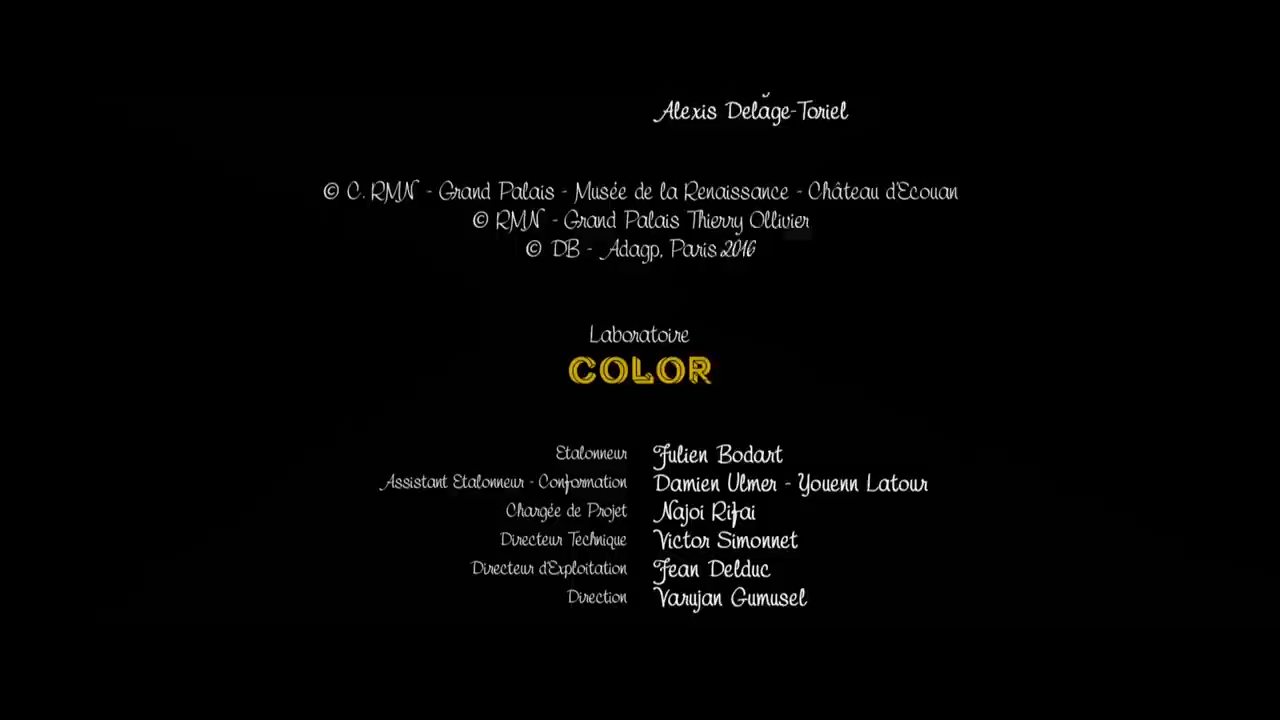 Alexis Delage-Toriel
© C. RMN - Grand Palais - Musée de la Renaissance - Château d'Ecouan
© RMN - Grand Palais Thierry Ollivier
© DB - Adagp, Paris 2016
Laboratoire
COLOR
Etalonneur Julien Bodart
Assistant Etalonneur - Conformation Damien Ulmer - Youenn Latour
Chargée de Projet Najoi Rifai
Directeur Technique Victor Simonnet
Directeur d'Exploitation Jean Delduc
Direction Varujan Gumusel